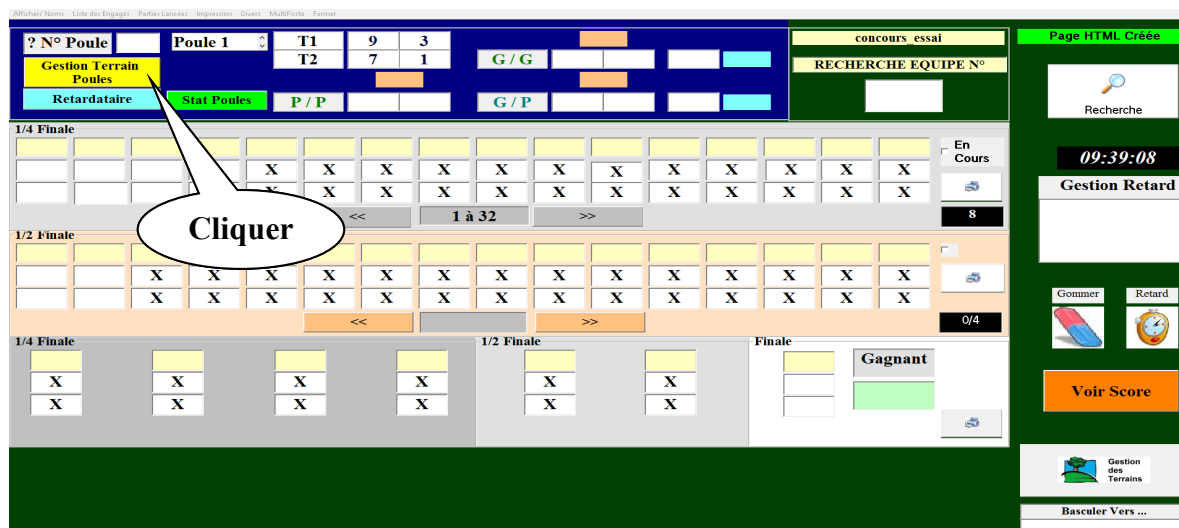 Afficher/ Noms Liste des Engagés Parties Lancées Impression Divers MultiPoste Fermer
? N° Poule Poule 1 T1 9 3 concours_essai Page HTML Créée
Gestion Terrain Poules T2 7 1 G / G RECHERCHE EQUIPE N°
Retardataire Stat Poules P / P G / P Recherche
1/4 Finale
En Cours
X X X X X X X X X X X X 09:39:08
X X X X X X X X X X X X Gestion Retard
Cliquer << 1 à 32 >> 8
1/2 Finale
X X X X X X X X X X X X X X
X X X X X X X X X X X X X X
Gommer Retard
<< >> 0/4
1/4 Finale 1/2 Finale Finale
Gagnant
X X X X X X
X X X X X X
Voir Score
Gestion des Terrains
Basculer Vers ...